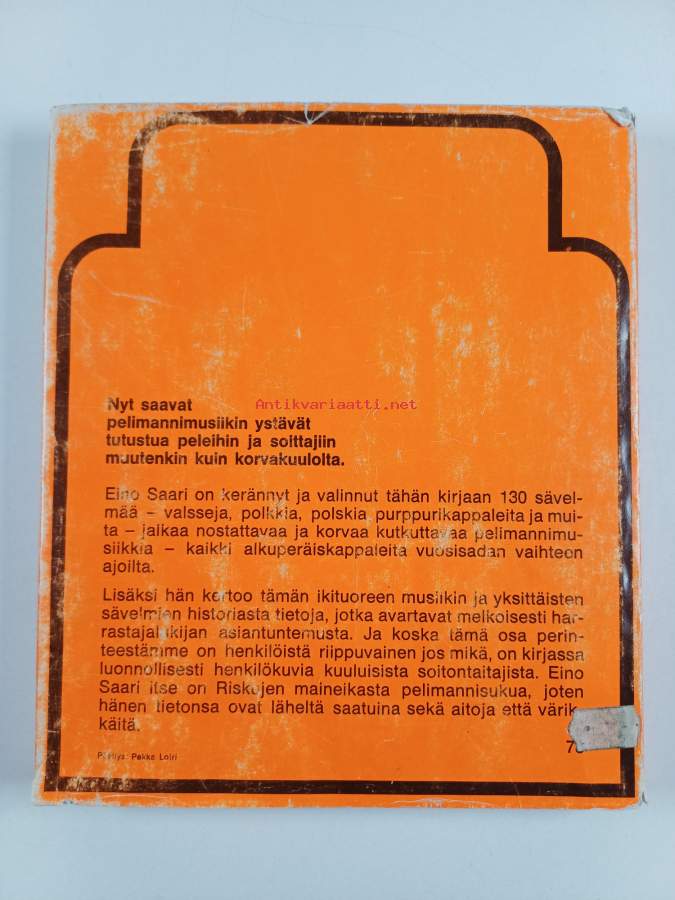 Nyt saavat
Antikvariaatti.net
pelimannimusiikin ystävät
tutustua peleihin ja soittajiin
muutenkin kuin korvakuulolta.
Eino Saari on kerännyt ja valinnut tähän kirjaan 130 sävel-
mää – valsseja, polkkia, polskia purppurikappaleita ja mui-
ta – jalkaa nostattavaa ja korvaa kutkuttavaa pelimannimu-
siikkia – kaikki alkuperäiskappaleita vuosisadan vaihteen
ajoilta.
Lisäksi hän kertoo tämän ikituoreen musiikin ja yksittäisten
sävelmien historiasta tietoja, jotka avartavat melkoisesti har-
rastajalukijan asiantuntemusta. Ja koska tämä osa perin-
teestämme on henkilöistä riippuvainen jos mikä, on kirjassa
luonnollisesti henkilökuvia kuuluisista soitontaitajista. Eino
Saari itse on Riskujen maineikasta pelimannisukua, joten
hänen tietonsa ovat läheltä saatuina sekä aitoja että värik-
käitä.
Päällys: Pekka Loiri